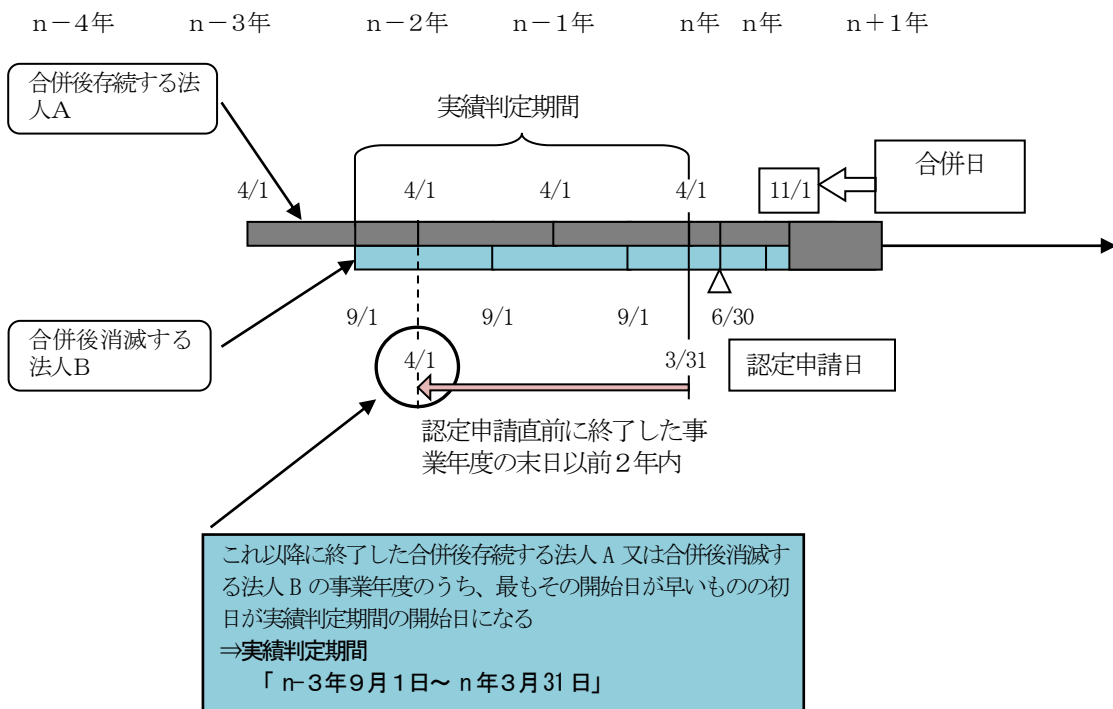 n－4年 n－3年 n－2年 n－1年 n年 n年 n＋1年
合併後存続する法
人A
実績判定期間
合併日
4/1 4/1 4/1 4/1 11/1
9/1 9/1 9/1 6/30
合併後消滅する
法人B
4/1 3/31 認定申請日
認定申請直前に終了した事
業年度の末日以前２年内
これ以降に終了した合併後存続する法人 A 又は合併後消滅す
る法人 B の事業年度のうち、最もその開始日が早いものの初
日が実績判定期間の開始日になる
⇒実績判定期間
「 n-3年９月１日～ n 年３月31 日」